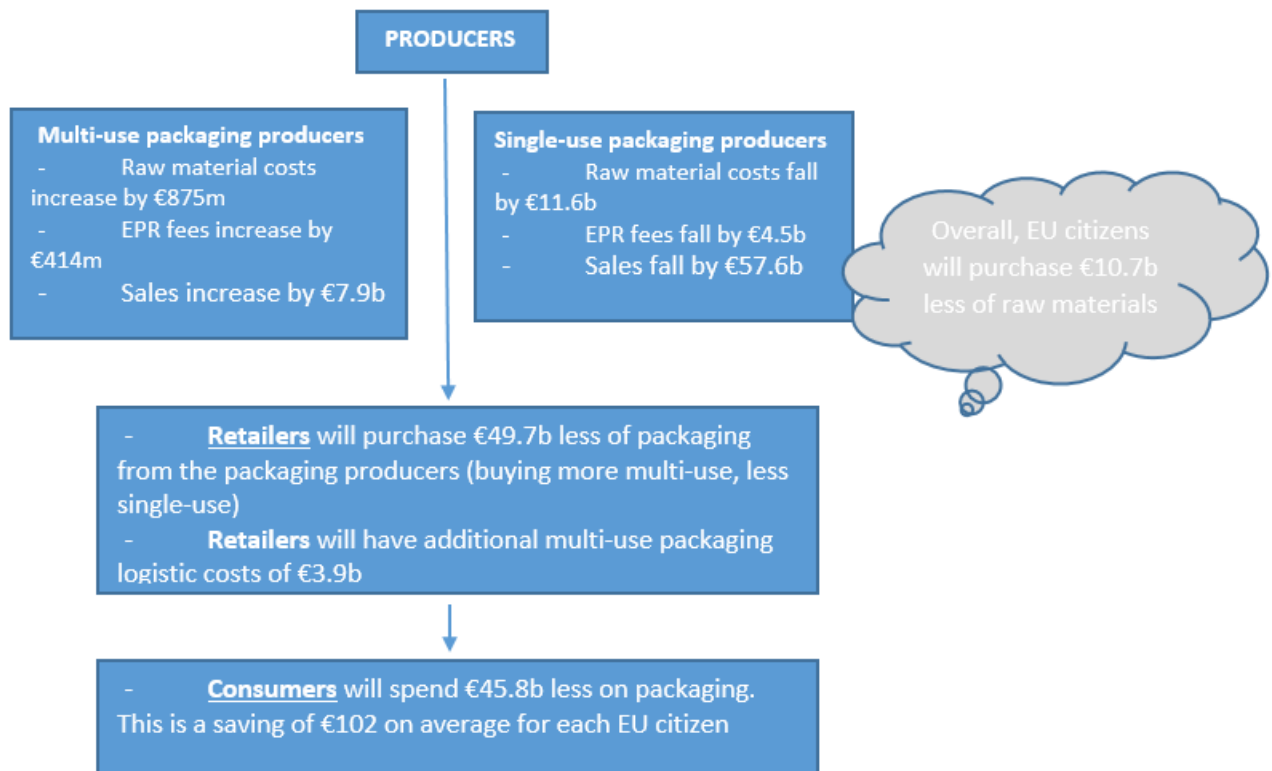 PRODUCERS
Multi-use packaging producers
- Raw material costs
increase by €875m
- EPR fees increase by
€414m
- Sales increase by €7.9b
Single-use packaging producers
- Raw material costs fall
by €11.6b
- EPR fees fall by €4.5b
- Sales fall by €57.6b
Overall, EU citizens
will purchase €10.7b
less of raw materials
- Retailers will purchase €49.7b less of packaging
from the packaging producers (buying more multi-use, less
single-use)
- Retailers will have additional multi-use packaging
logistic costs of €3.9b
- Consumers will spend €45.8b less on packaging.
This is a saving of €102 on average for each EU citizen